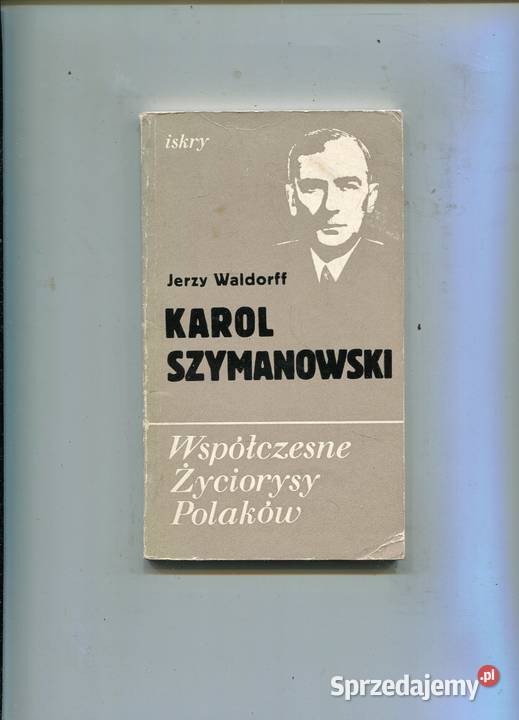 iskry
Jerzy Waldorff
KAROL
SZYMANOWSKI
Współczesne
Życiorysy
Polaków
Sprzedajemy.pl